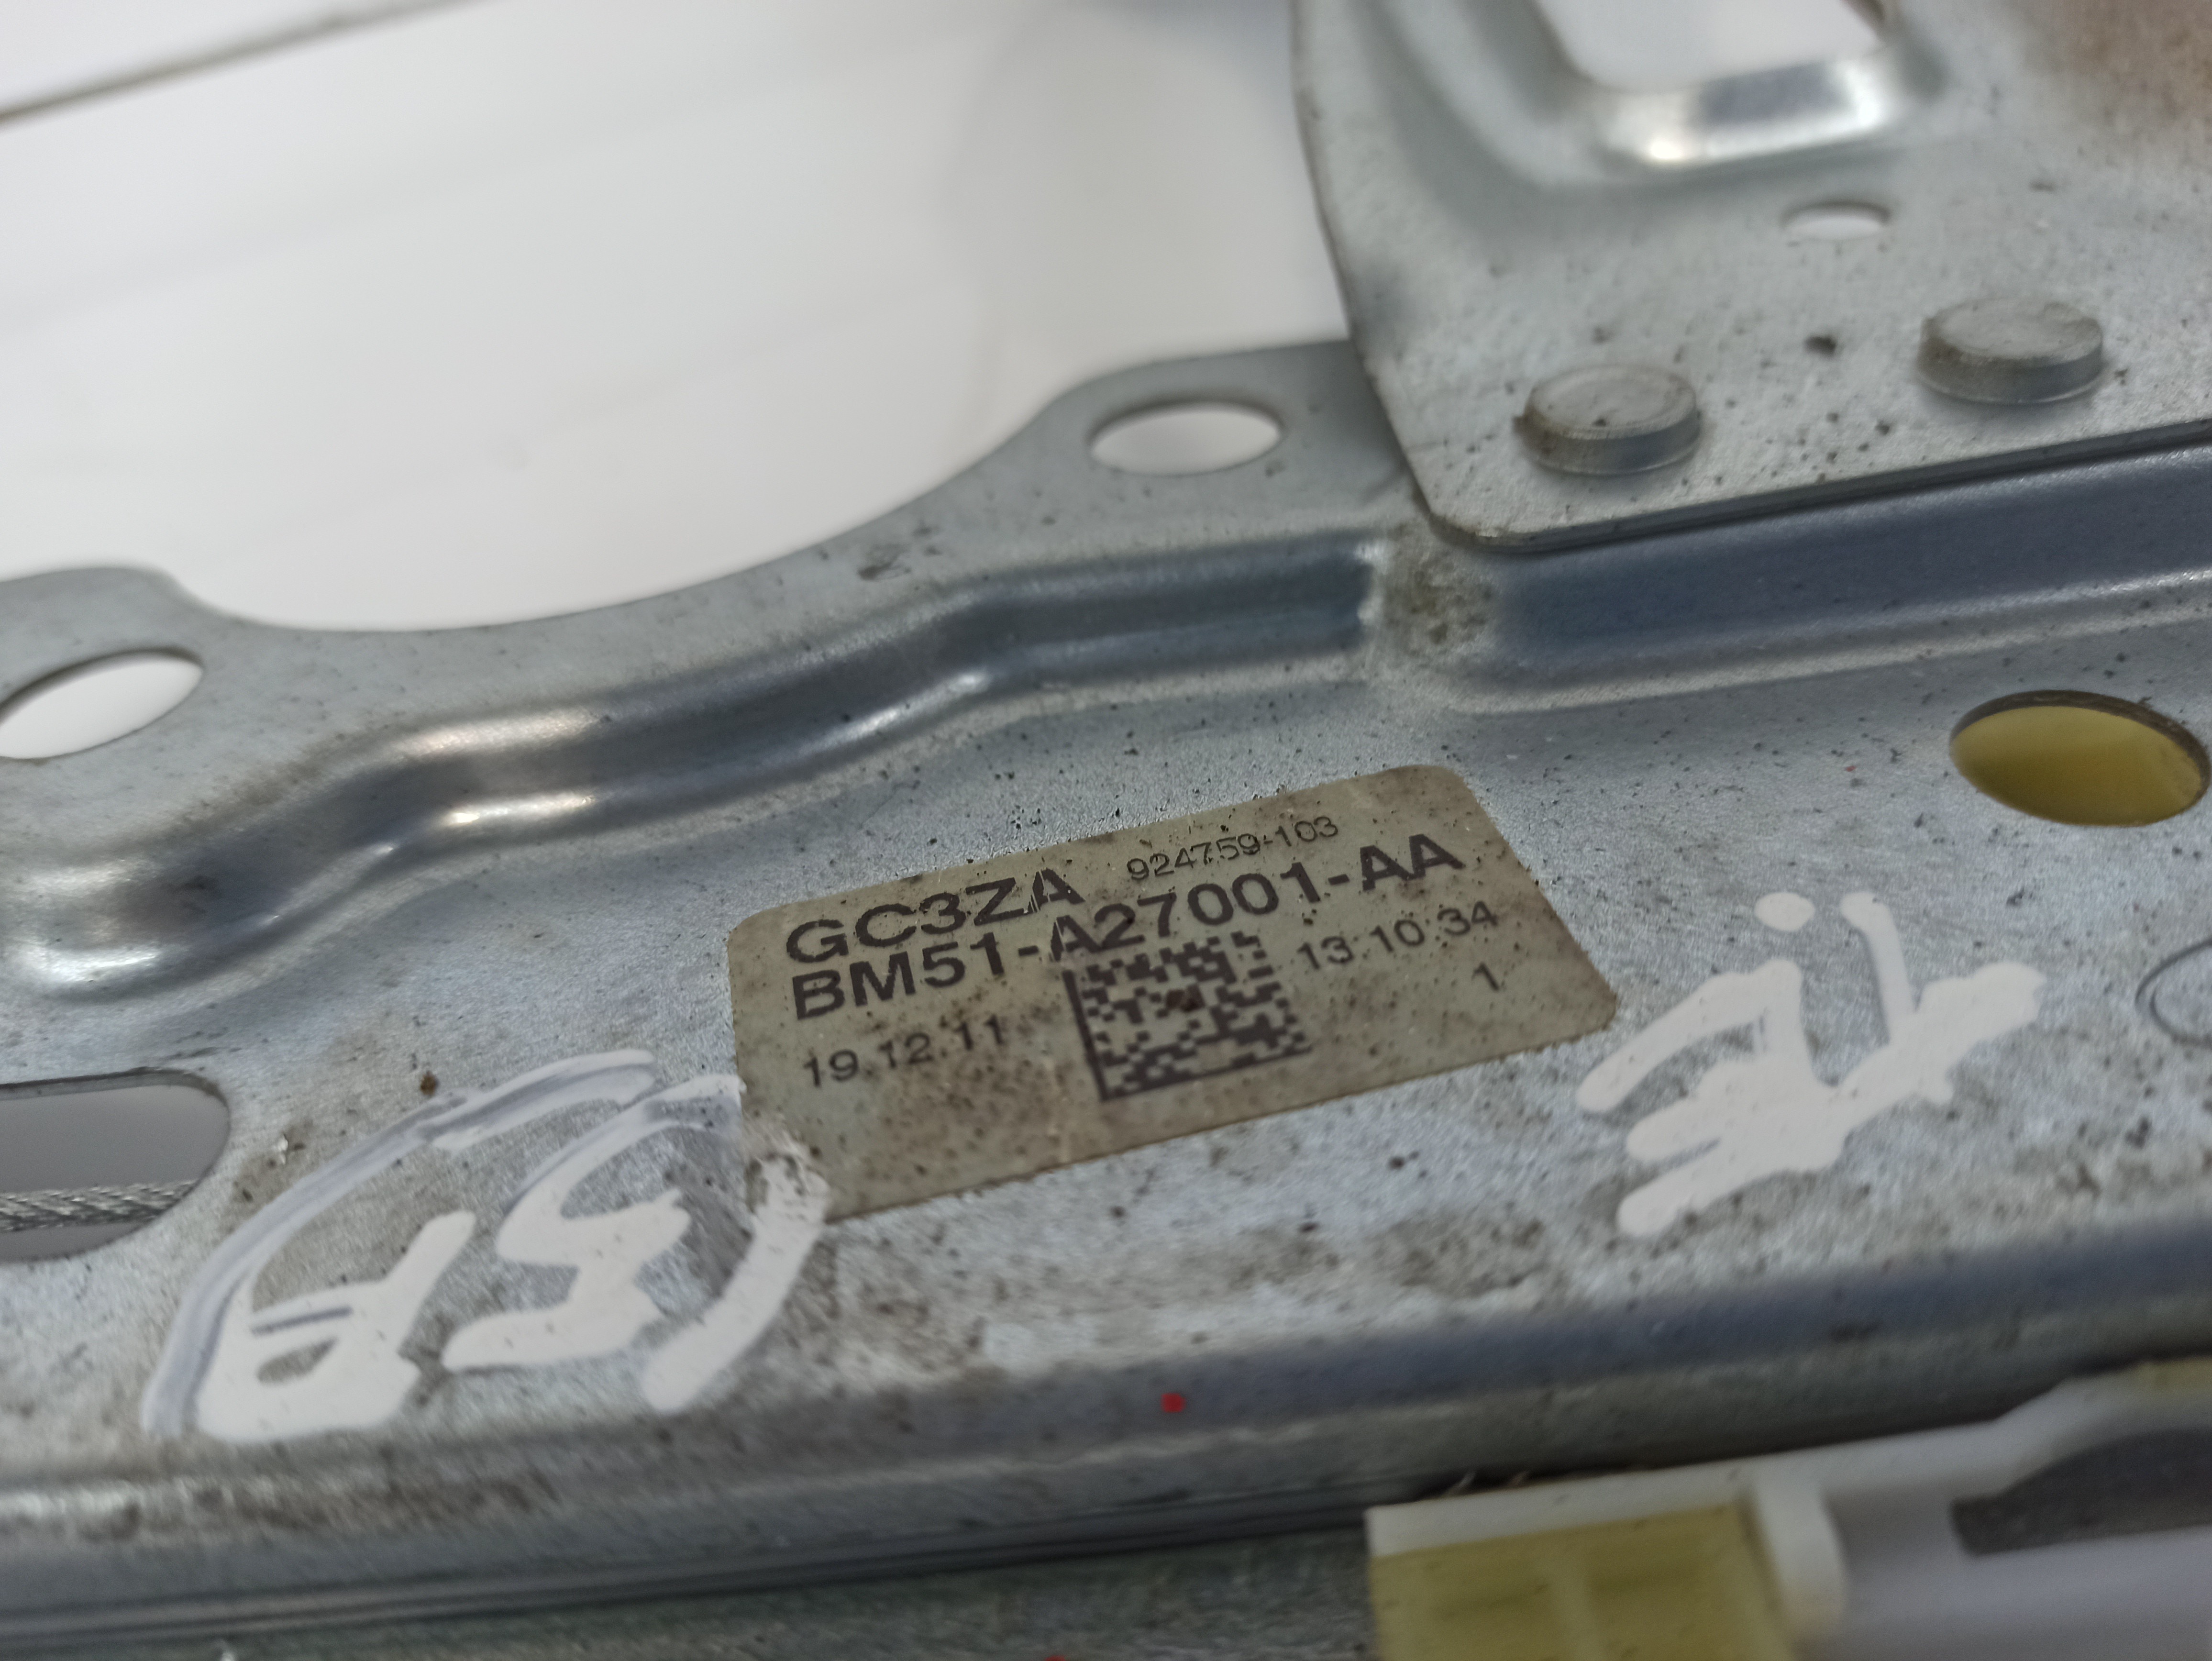 GC3ZA 924759-103
BM51-A27001-AA
19.12.11 13:10:34
1